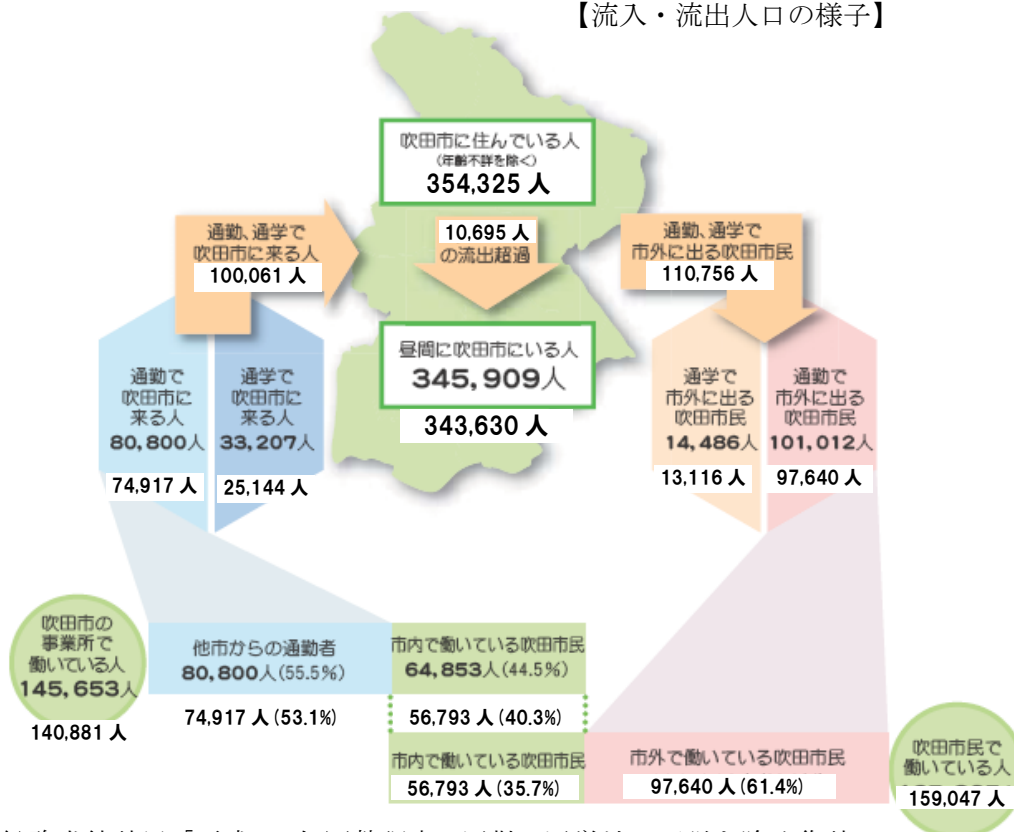 【流入・流出人口の様子】
吹田市に住んでいる人
(年齢不詳を除く)
354,325 人
10,695 人
の流出超過
通勤、通学で
吹田市に来る人
100,061 人
通勤、通学で
市外に出る吹田市民
110,756 人
昼間に吹田市にいる人
345,909人
343,630 人
通勤で
吹田市に
来る人
80,800人
74,917 人
通学で
吹田市に
来る人
33,207人
25,144 人
通学で
市外に出る
吹田市民
14,486人
13,116 人
通勤で
市外に出る
吹田市民
101,012人
97,640 人
吹田市の
事業所で
働いている人
145,653人
140,881 人
他市からの通勤者
80,800人(55.5%)
74,917 人(53.1%)
市内で働いている吹田市民
64,853人(44.5%)
56,793 人(40.3%)
市内で働いている吹田市民
56,793 人(35.7%)
市外で働いている吹田市民
97,640 人(61.4%)
吹田市民で
働いている人
159,047 人